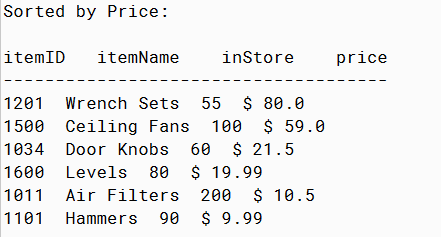 Sorted by Price:
itemID   itemName    inStore    price
-------------------------------------
1201  Wrench Sets  55  $ 80.0
1500  Ceiling Fans  100  $ 59.0
1034  Door Knobs  60  $ 21.5
1600  Levels  80  $ 19.99
1011  Air Filters  200  $ 10.5
1101  Hammers  90  $ 9.99